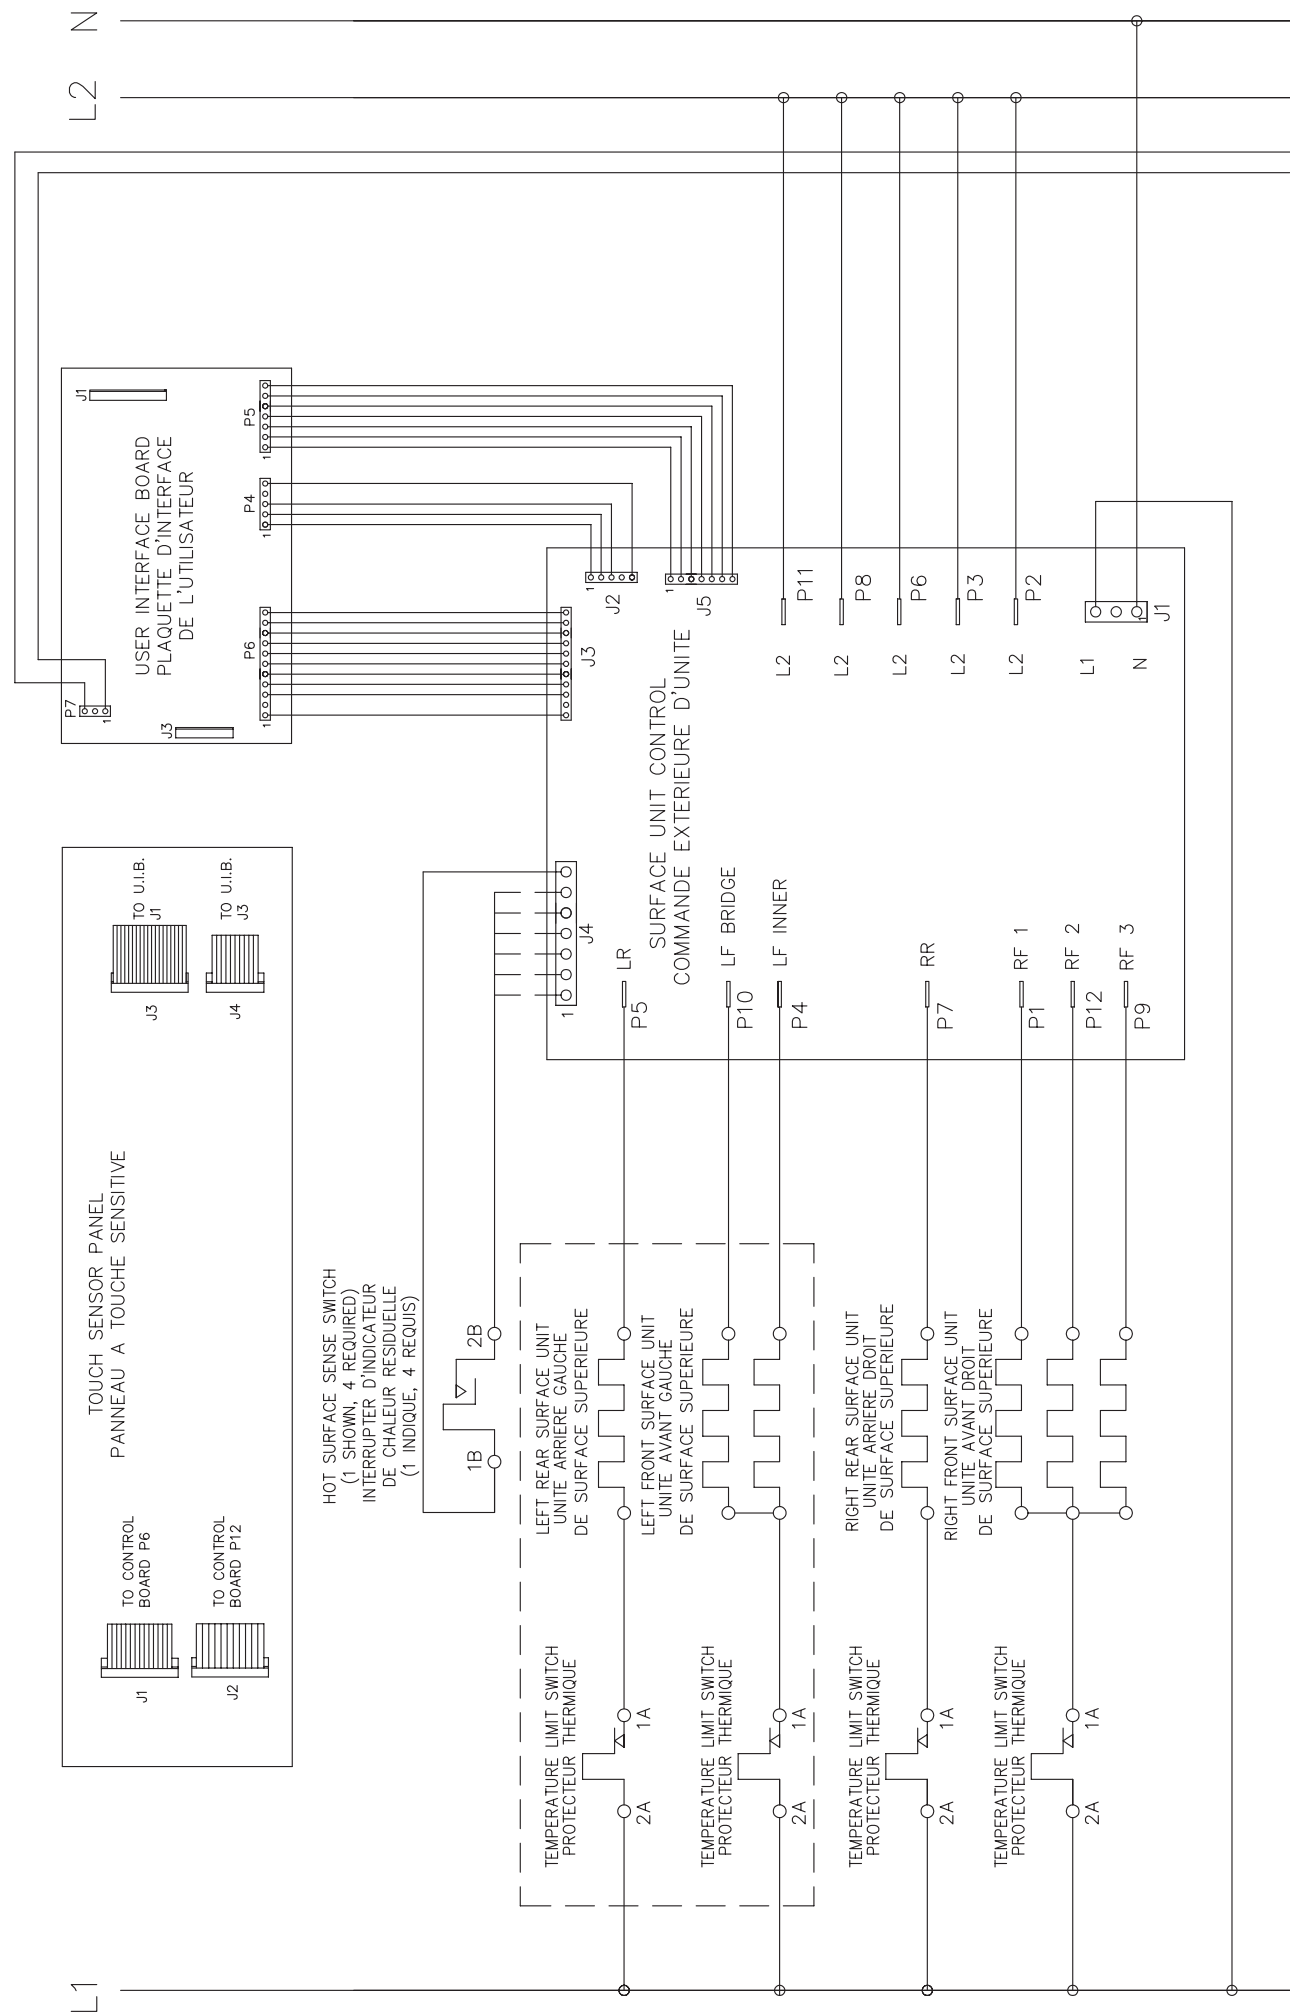 L1
L2
N
TOUCH SENSOR PANEL
PANNEAU A TOUCHE SENSITIVE
J1
TO CONTROL
BOARD P6
J2
TO CONTROL
BOARD P12
J3
TO U.I.B.
J1
J4
TO U.I.B.
J3
USER INTERFACE BOARD
PLAQUETTE D'INTERFACE
DE L'UTILISATEUR
P7
1
J3
J1
P6
1
P4
1
P5
1
HOT SURFACE SENSE SWITCH
(1 SHOWN, 4 REQUIRED)
INTERRUPTER D'INDICATEUR
DE CHALEUR RESIDUELLE
(1 INDIQUE, 4 REQUIS)
1B
2B
SURFACE UNIT CONTROL
COMMANDE EXTERIEURE D'UNITE
J4
1
J3
J2
1
J5
1
P5
LR
P10
LF BRIDGE
P4
LF INNER
P7
RR
P1
RF 1
P12
RF 2
P9
RF 3
L2
P11
L2
P8
L2
P6
L2
P3
L2
P2
L1
N
J1
1
TEMPERATURE LIMIT SWITCH
PROTECTEUR THERMIQUE
2A
1A
LEFT REAR SURFACE UNIT
UNITE ARRIERE GAUCHE
DE SURFACE SUPERIEURE
TEMPERATURE LIMIT SWITCH
PROTECTEUR THERMIQUE
2A
1A
LEFT FRONT SURFACE UNIT
UNITE AVANT GAUCHE
DE SURFACE SUPERIEURE
TEMPERATURE LIMIT SWITCH
PROTECTEUR THERMIQUE
2A
1A
RIGHT REAR SURFACE UNIT
UNITE ARRIERE DROIT
DE SURFACE SUPERIEURE
TEMPERATURE LIMIT SWITCH
PROTECTEUR THERMIQUE
2A
1A
RIGHT FRONT SURFACE UNIT
UNITE AVANT DROIT
DE SURFACE SUPERIEURE